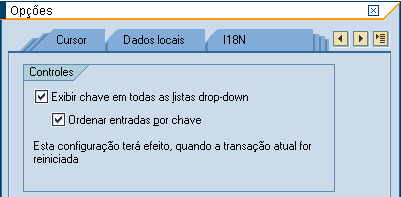 Opções
Cursor Dados locais I18N
Controles
Exibir chave em todas as listas drop-down
Ordenar entradas por chave
Esta configuração terá efeito, quando a transação atual for
reiniciada